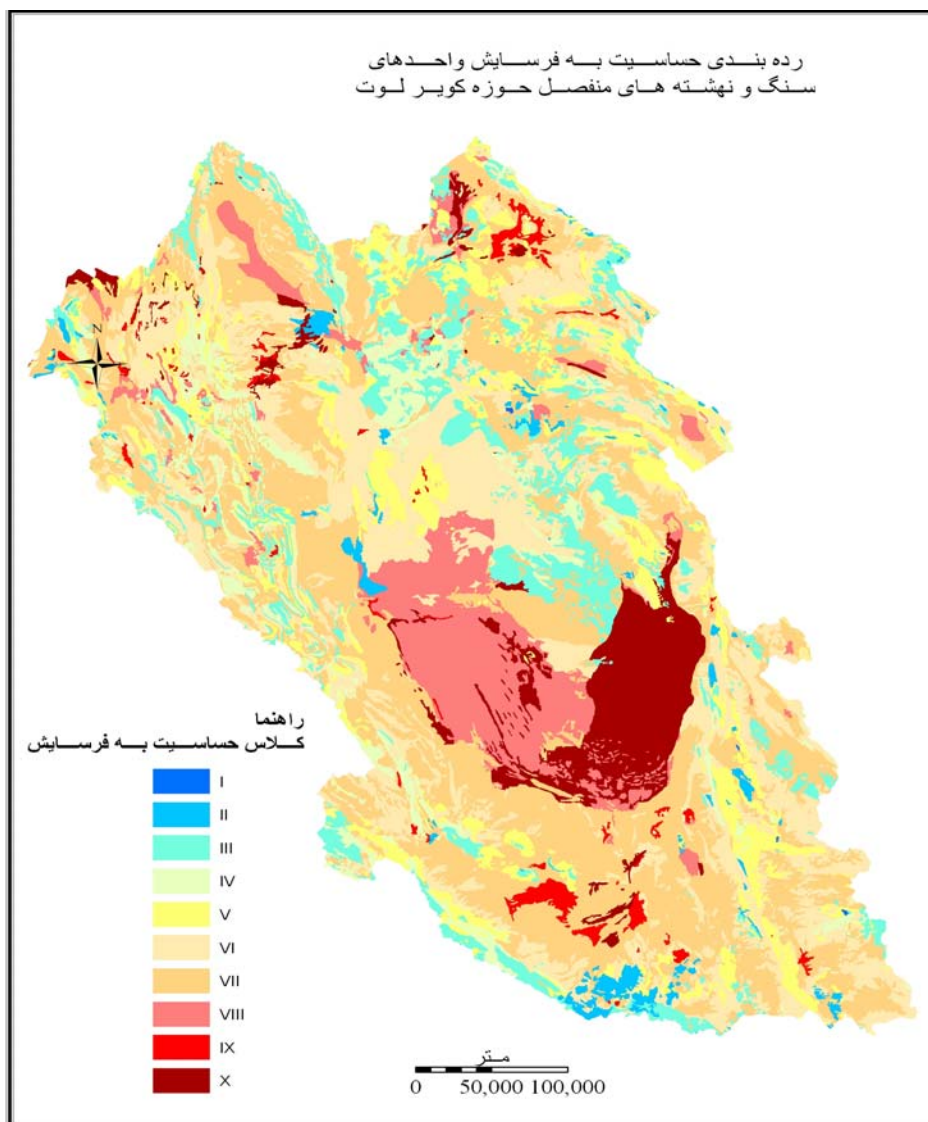 رده بندی حساسیت به فرسایش واحدهای
سنگ و نهشته های منفصل حوزه کویر لوت
N
راهنما
کلاس حساسیت به فرسایش
I
II
III
IV
V
VI
VII
VIII
IX
X
متر
0 50,000 100,000